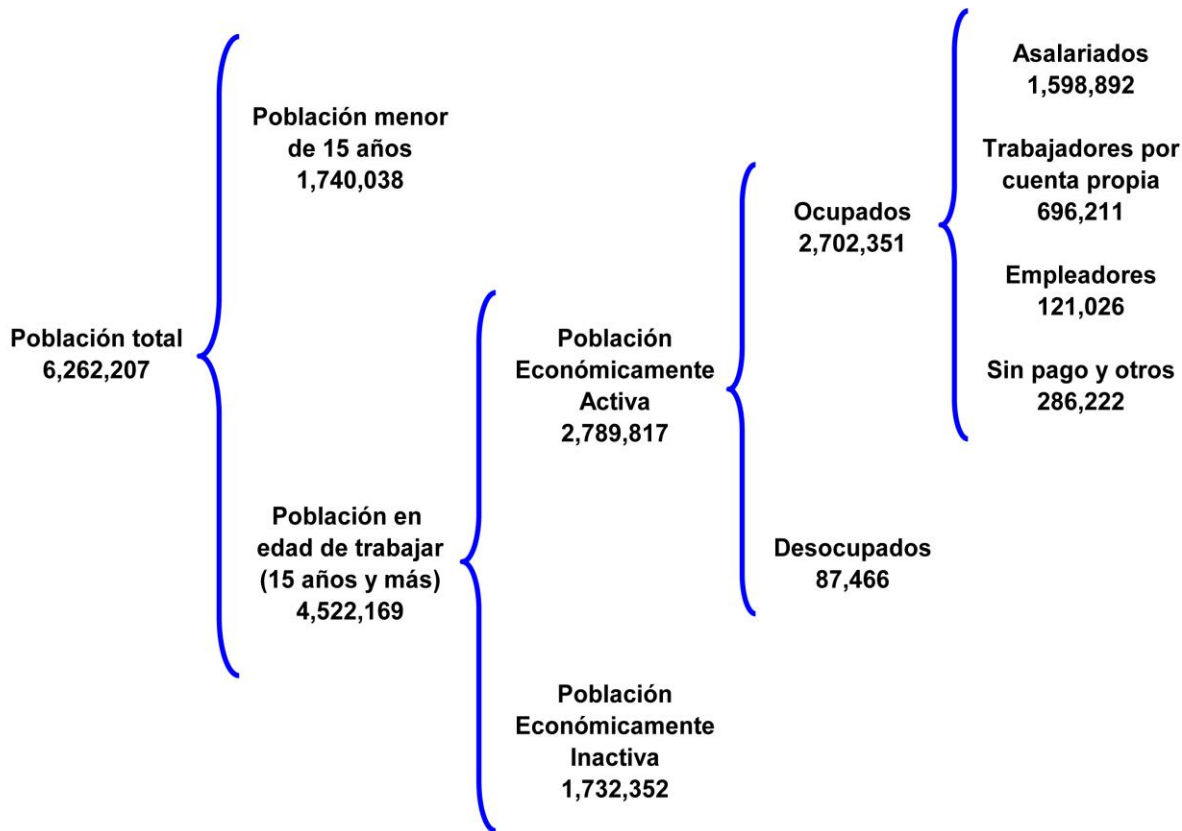 Población total
6,262,207
Población menor
de 15 años
1,740,038
Población en
edad de trabajar
(15 años y más)
4,522,169
Población
Económicamente
Activa
2,789,817
Población
Económicamente
Inactiva
1,732,352
Ocupados
2,702,351
Desocupados
87,466
Asalariados
1,598,892
Trabajadores por
cuenta propia
696,211
Empleadores
121,026
Sin pago y otros
286,222